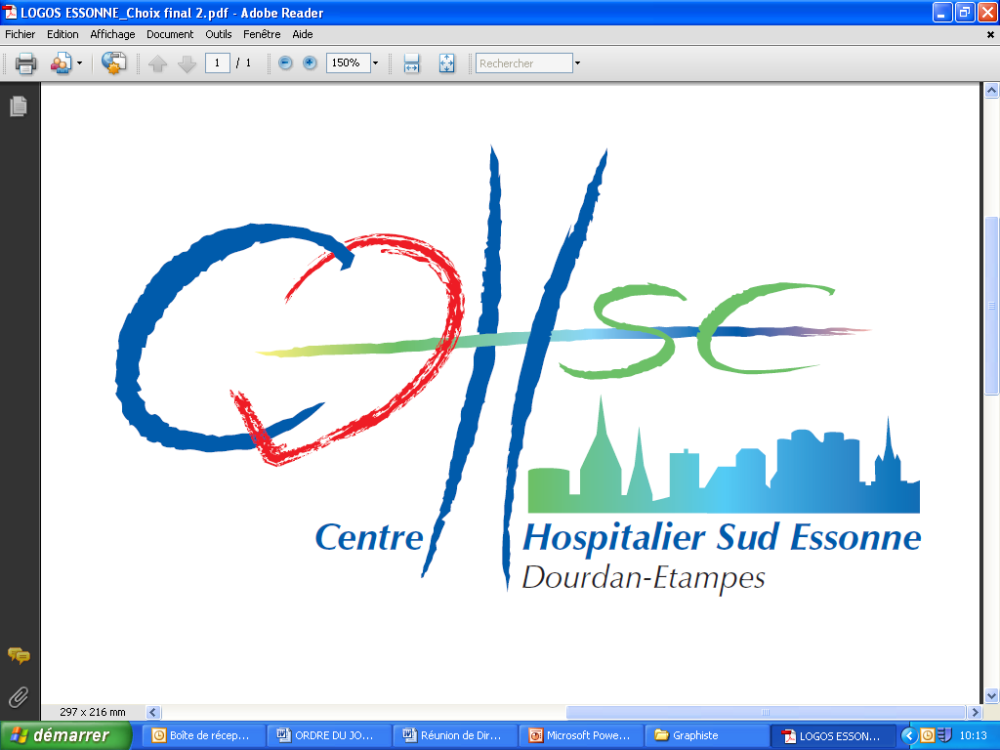 LOGOS ESSONNE_Choix final 2.pdf - Adobe Reader
Fichier Edition Affichage Document Outils Fenêtre Aide
1 / 1 150% Rechercher
CHSE
Centre Hospitalier Sud Essonne
Dourdan-Etampes
297 x 216 mm
démarrer Boîte de récep... ORDRE DU JO... Réunion de Dir... Microsoft Powe... Graphiste LOGOS ESSON... 10:13